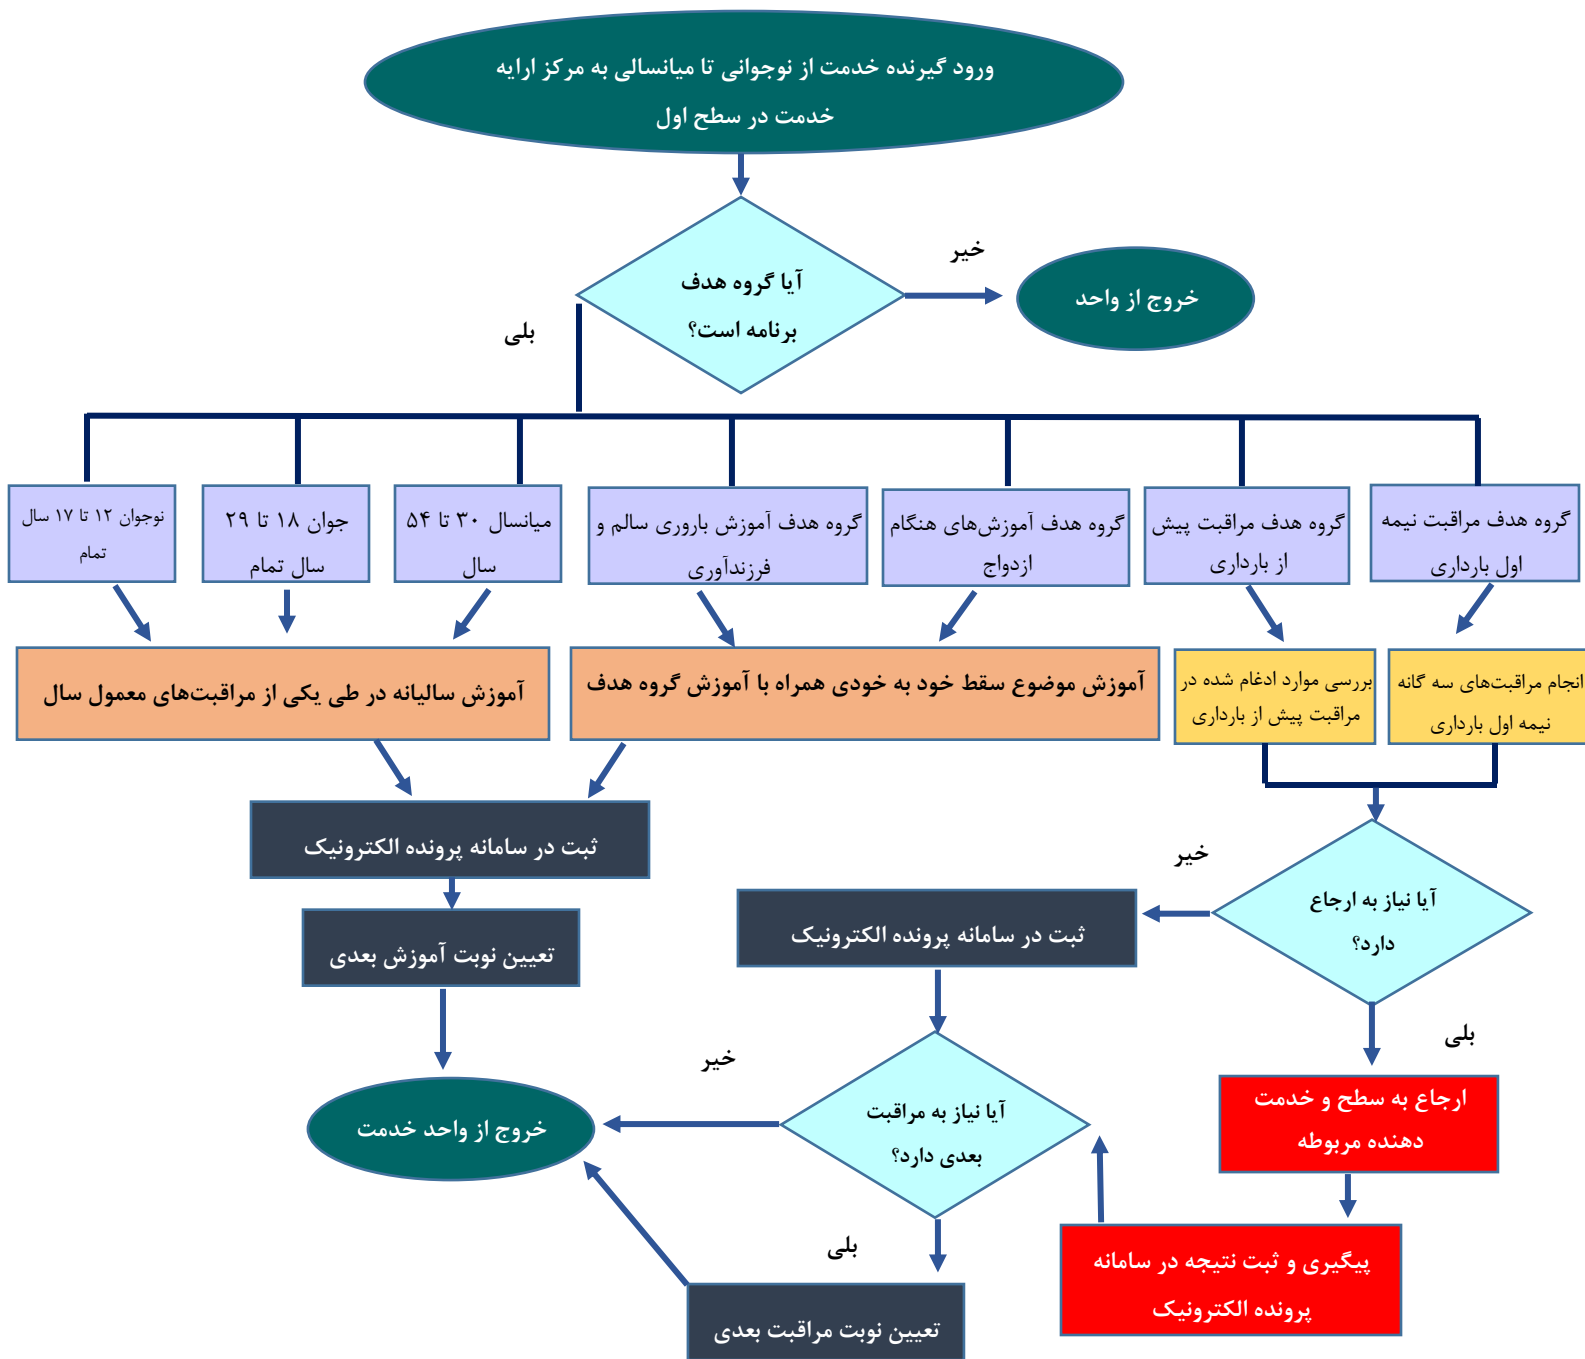 ورود گیرنده خدمت از نوجوانی تا میانسالی به مرکز ارایه
خدمت در سطح اول
آیا گروه هدف
برنامه است؟
خیر
خروج از واحد
بلی
گروه هدف مراقبت نیمه
اول بارداری
گروه هدف مراقبت پیش
از بارداری
گروه هدف آموزش‌های هنگام
ازدواج
گروه هدف آموزش باروری سالم و
فرزندآوری
میانسال ۳۰ تا ۵۴
سال
جوان ۱۸ تا ۲۹
سال تمام
نوجوان ۱۲ تا ۱۷ سال
تمام
انجام مراقبت‌های سه گانه
نیمه اول بارداری
بررسی موارد ادغام شده در
مراقبت پیش از بارداری
آموزش موضوع سقط خود به خودی همراه با آموزش گروه هدف
آموزش سالیانه در طی یکی از مراقبت‌های معمول سال
ثبت در سامانه پرونده الکترونیک
تعیین نوبت آموزش بعدی
آیا نیاز به ارجاع
دارد؟
خیر
ثبت در سامانه پرونده الکترونیک
بلی
ارجاع به سطح و خدمت
دهنده مربوطه
پیگیری و ثبت نتیجه در سامانه
پرونده الکترونیک
آیا نیاز به مراقبت
بعدی دارد؟
خیر
خروج از واحد خدمت
بلی
تعیین نوبت مراقبت بعدی